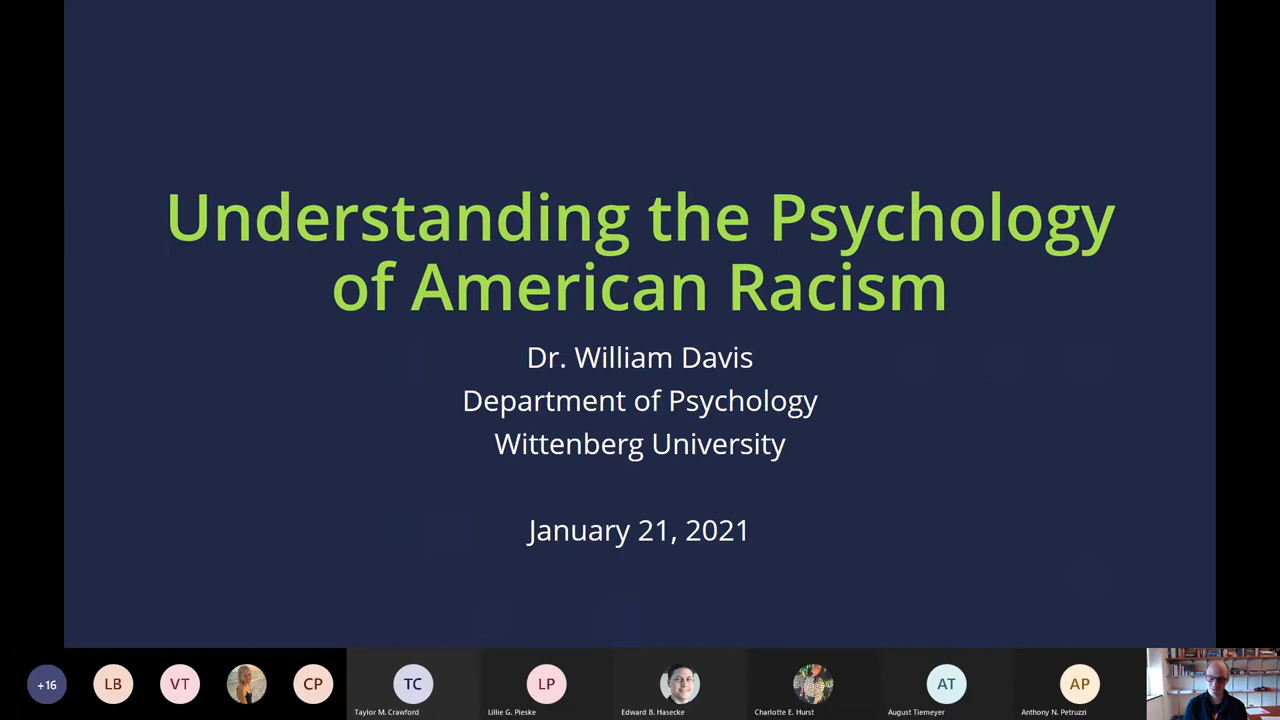 Understanding the Psychology
of American Racism
Dr. William Davis
Department of Psychology
Wittenberg University
January 21, 2021
+16
LB
VT
CP
TC
LP
AT
AP
Taylor M. Crawford
Lillie G. Pieske
Edward B. Hasecke
Charlotte E. Hurst
August Tiemeyer
Anthony N. Petruzzi